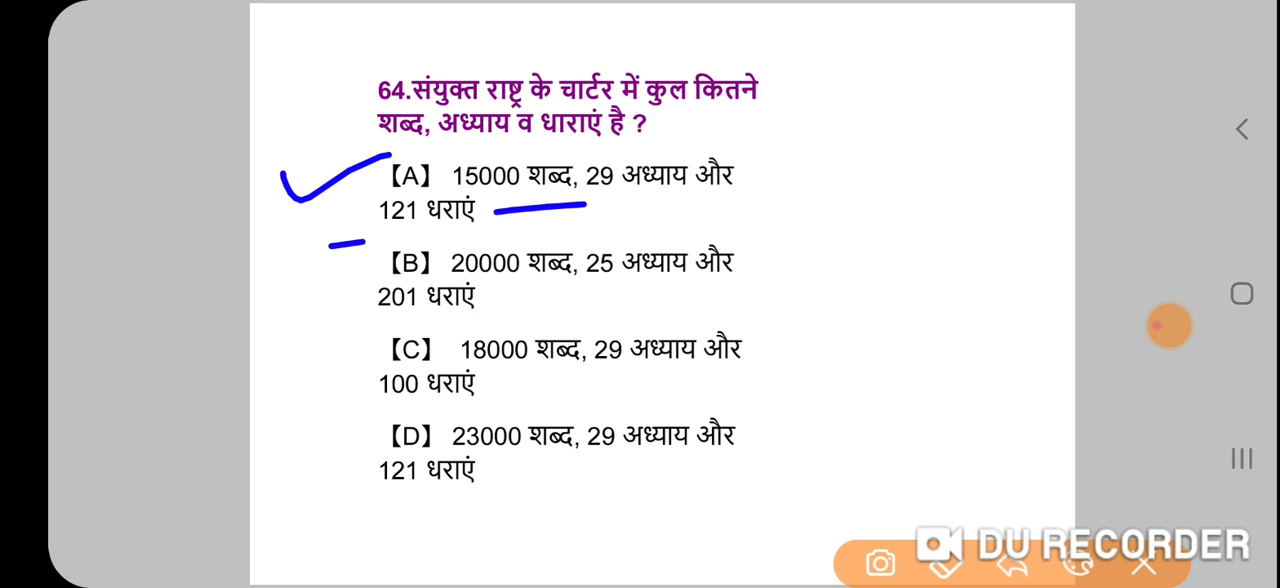 64.संयुक्त राष्ट्र के चार्टर में कुल कितने
शब्द, अध्याय व धाराएं है ?
【A】 15000 शब्द, 29 अध्याय और
121 धराएं
【B】 20000 शब्द, 25 अध्याय और
201 धराएं
【C】 18000 शब्द, 29 अध्याय और
100 धराएं
【D】 23000 शब्द, 29 अध्याय और
121 धराएं
DU RECORDER